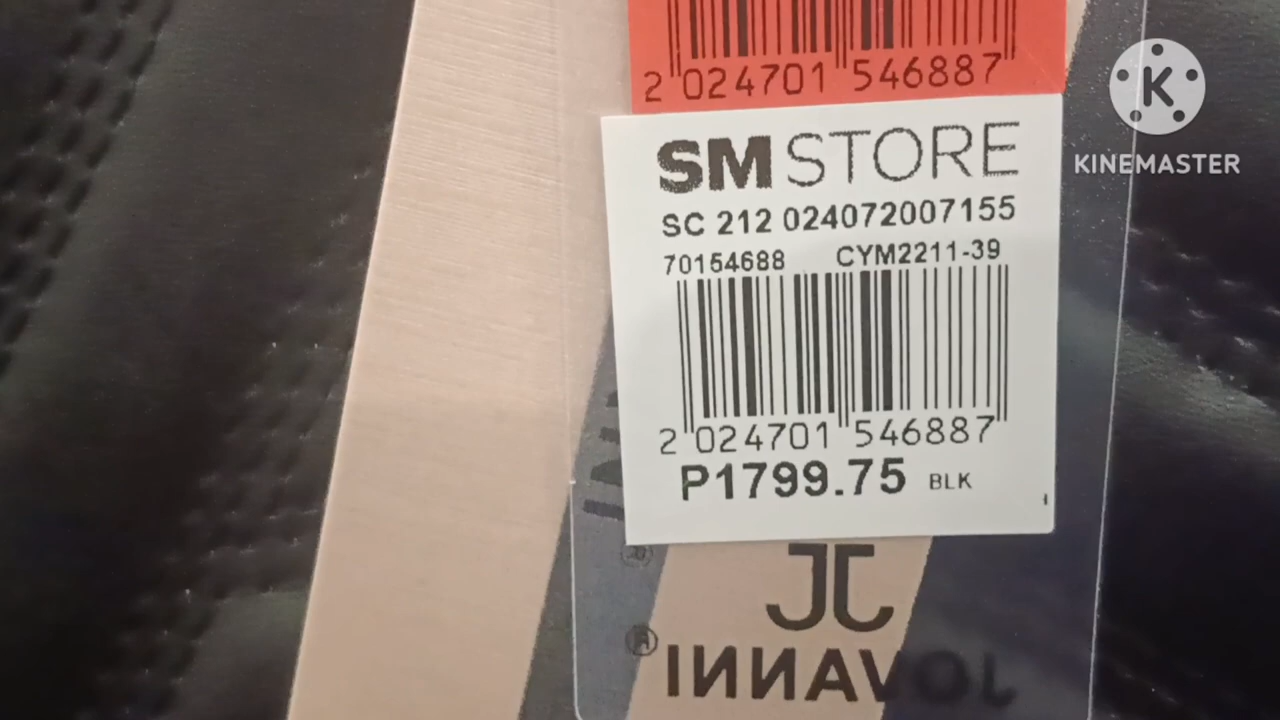 2 024701 546887
K
KINEMASTER
SM STORE
SC 212 024072007155
70154688 CYM2211-39
2 024701 546887
P1799.75 BLK
JJ
JOVANNI®